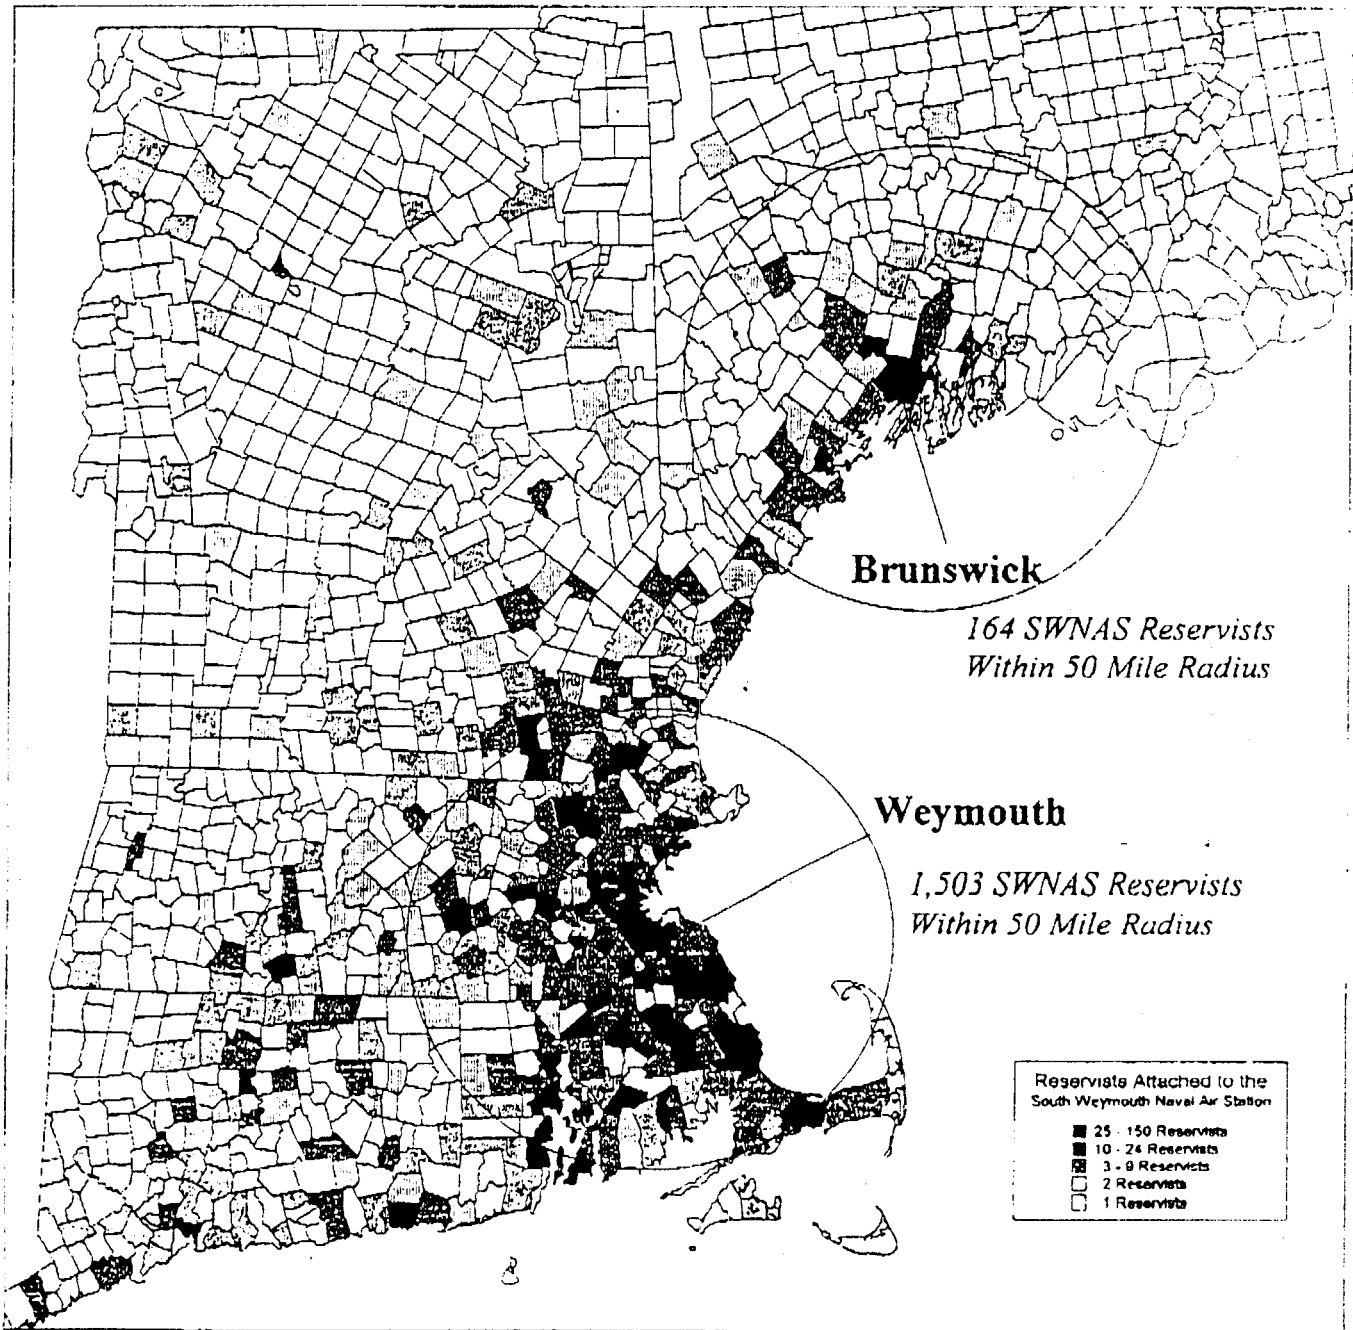 Brunswick
164 SWNAS Reservists
Within 50 Mile Radius
Weymouth
1,503 SWNAS Reservists
Within 50 Mile Radius
Reservists Attached to the
South Weymouth Naval Air Station
25 - 150 Reservists
10 - 24 Reservists
3 - 9 Reservists
2 Reservists
1 Reservists